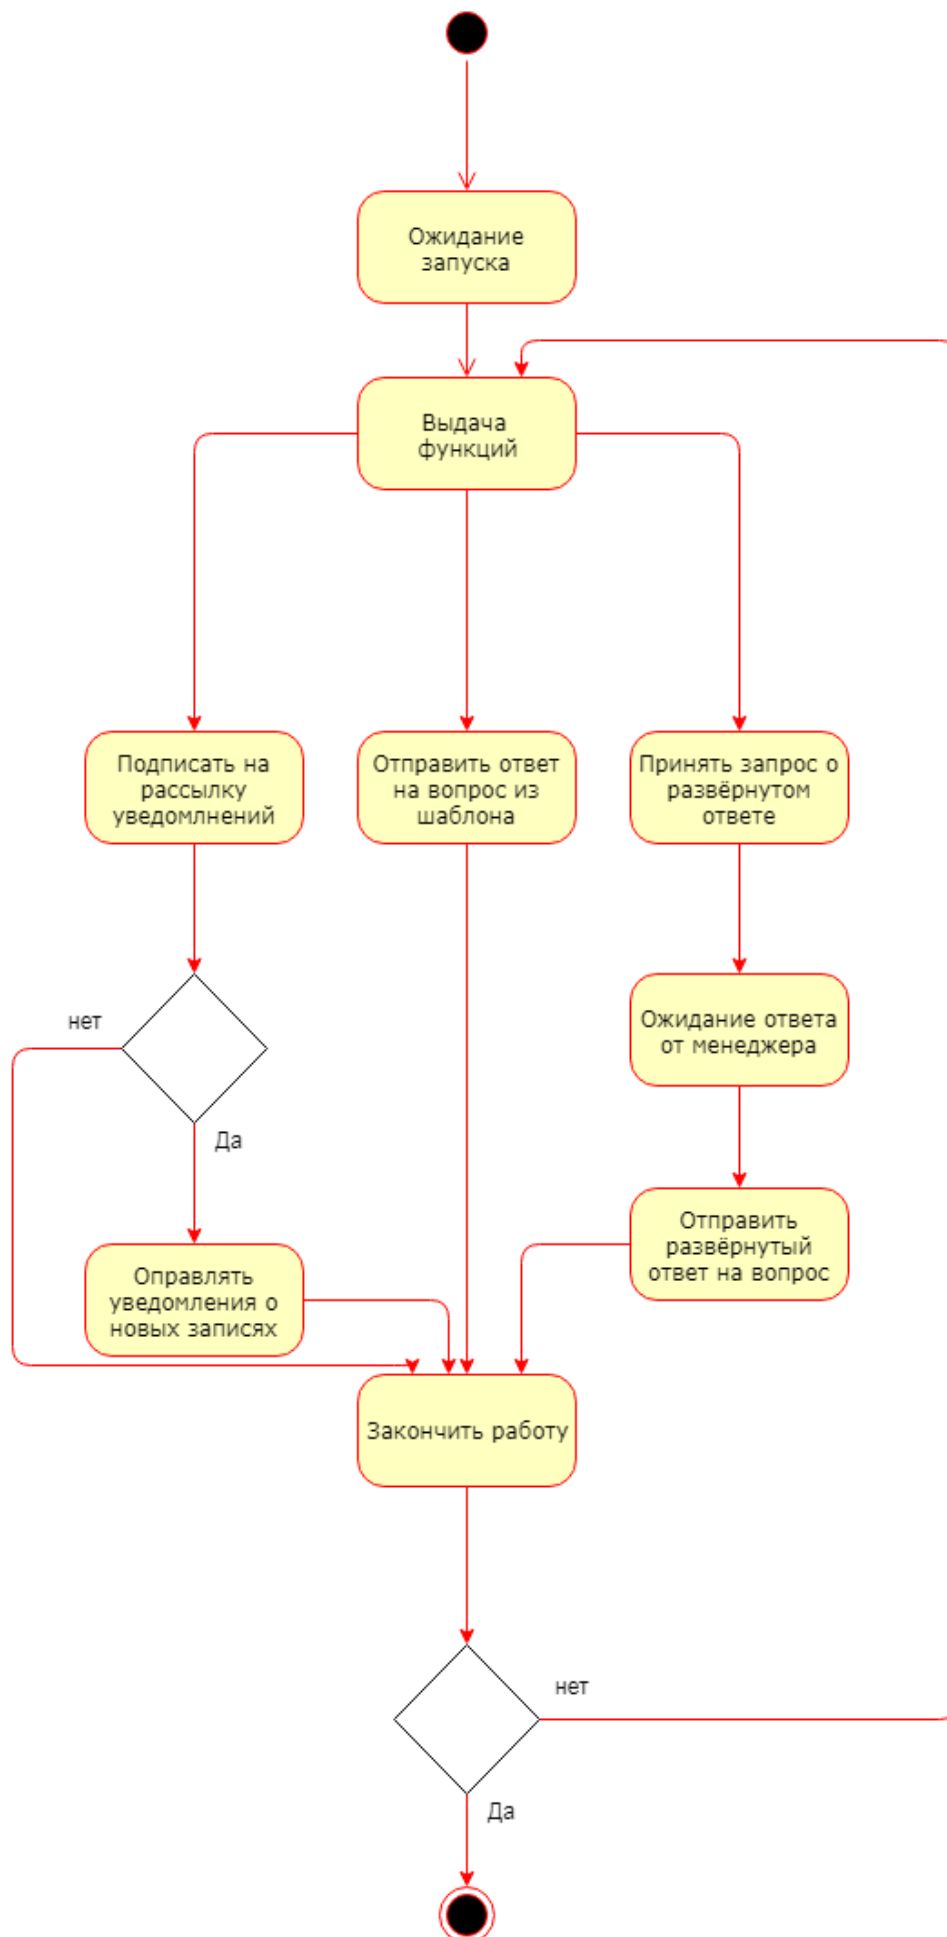 Ожидание
запуска
Выдача
функций
Подписать на
рассылку
уведомлнений
Отправить ответ
на вопрос из
шаблона
Принять запрос о
развёрнутом
ответе
нет
Да
Ожидание ответа
от менеджера
Оправлять
уведомления о
новых записях
Отправить
развёрнутый
ответ на вопрос
Закончить работу
нет
Да